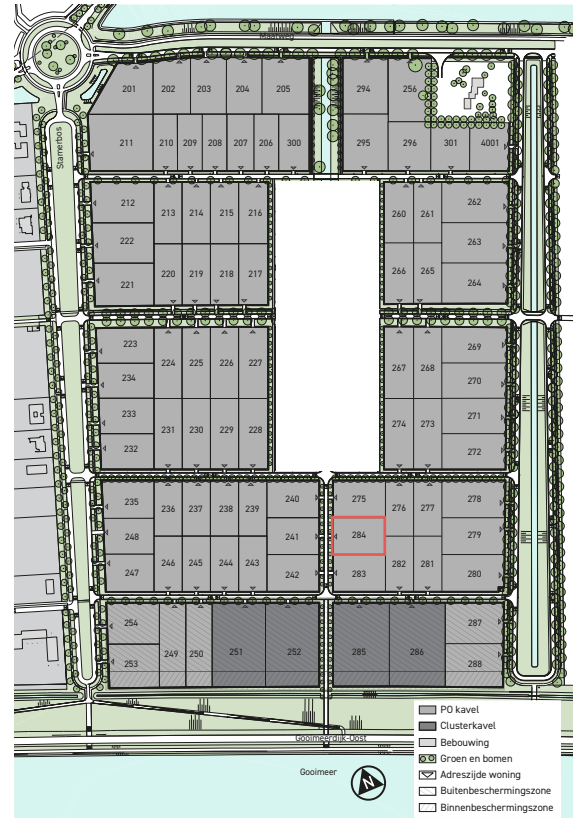 Maatweg
Stamerbos
201 202 203 204 205 294 256
211 210 209 208 207 206 300 295 296 301 4001
212 213 214 215 216 260 261 262
222 263
221 220 219 218 217 266 265 264
223 224 225 226 227 267 268 269
234 270
233 231 230 229 228 274 273 271
232 272
235 236 237 238 239 240 275 276 277 278
248 241 284 279
247 246 245 244 243 242 283 282 281 280
254 249 250 251 252 285 286 287
253 288
Gooimeerdijk-Oost
Gooimeer
N
PO kavel
Clusterkavel
Bebouwing
Groen en bomen
Adreszijde woning
Buitenbeschermingszone
Binnenbeschermingszone